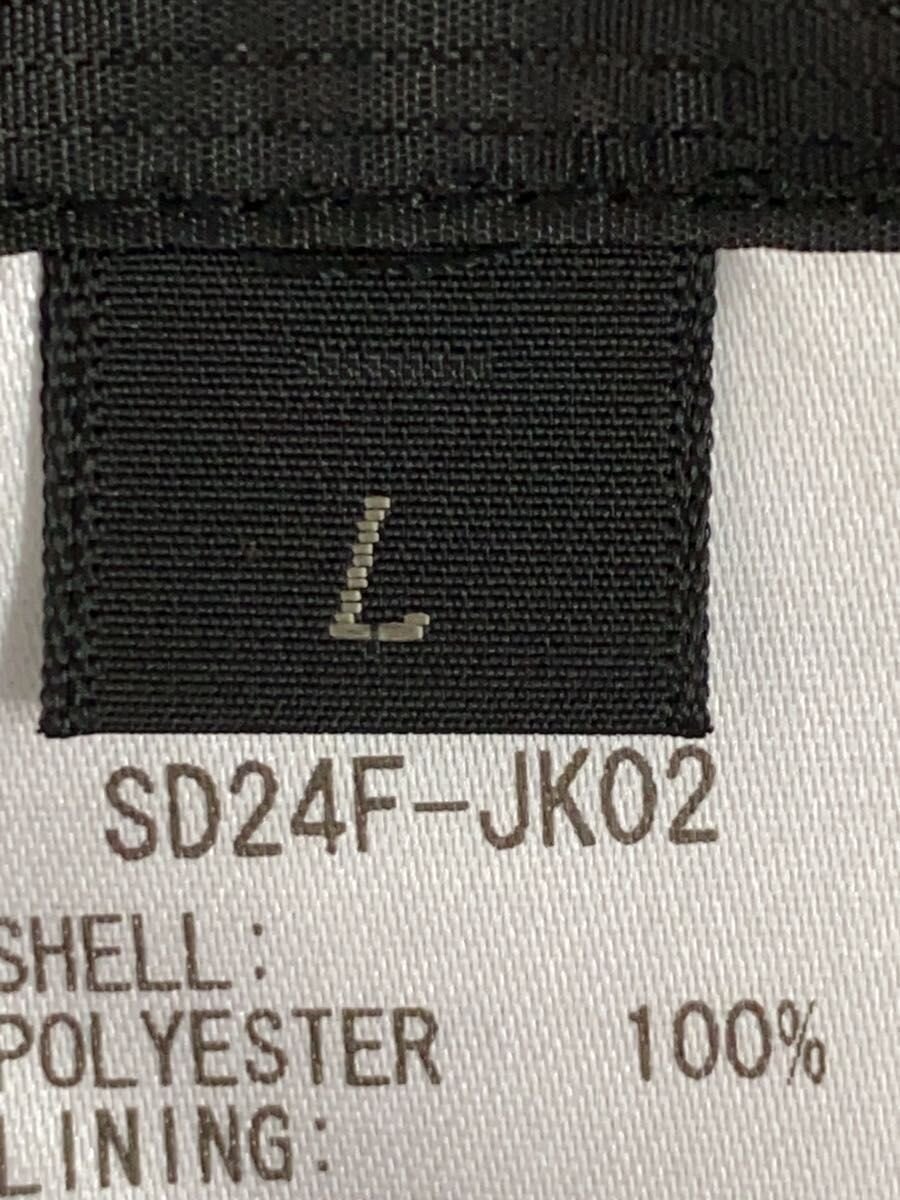 L
SD24F-JK02
SHELL:
POLYESTER 100%
LINING: